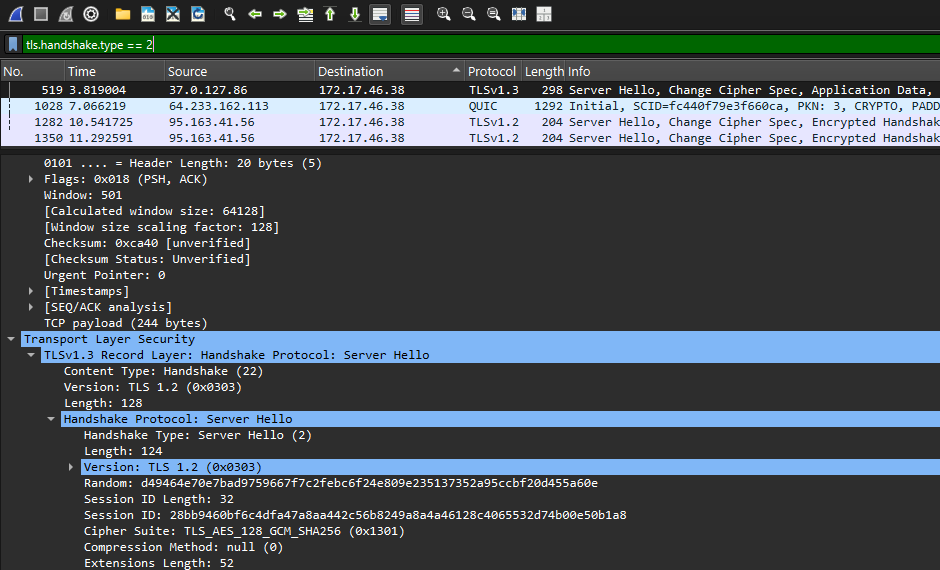 tls.handshake.type == 2
No. Time Source Destination Protocol Length Info
519 3.819004 37.0.127.86 172.17.46.38 TLSv1.3 298 Server Hello, Change Cipher Spec, Application Data,
1028 7.066219 64.233.162.113 172.17.46.38 QUIC 1292 Initial, SCID=fc440f79e3f660ca, PKN: 3, CRYPTO, PADD
1282 10.541725 95.163.41.56 172.17.46.38 TLSv1.2 204 Server Hello, Change Cipher Spec, Encrypted Handshak
1350 11.292591 95.163.41.56 172.17.46.38 TLSv1.2 204 Server Hello, Change Cipher Spec, Encrypted Handshak
0101 .... = Header Length: 20 bytes (5)
Flags: 0x018 (PSH, ACK)
Window: 501
[Calculated window size: 64128]
[Window size scaling factor: 128]
Checksum: 0xca40 [unverified]
[Checksum Status: Unverified]
Urgent Pointer: 0
[Timestamps]
[SEQ/ACK analysis]
TCP payload (244 bytes)
Transport Layer Security
TLSv1.3 Record Layer: Handshake Protocol: Server Hello
Content Type: Handshake (22)
Version: TLS 1.2 (0x0303)
Length: 128
Handshake Protocol: Server Hello
Handshake Type: Server Hello (2)
Length: 124
Version: TLS 1.2 (0x0303)
Random: d49464e70e7bad9759667f7c2febc6f24e809e235137352a95ccbf20d455a60e
Session ID Length: 32
Session ID: 28bb9460bf6c4dfa47a8aa442c56b8249a8a4a46128c4065532d74b00e50b1a8
Cipher Suite: TLS_AES_128_GCM_SHA256 (0x1301)
Compression Method: null (0)
Extensions Length: 52